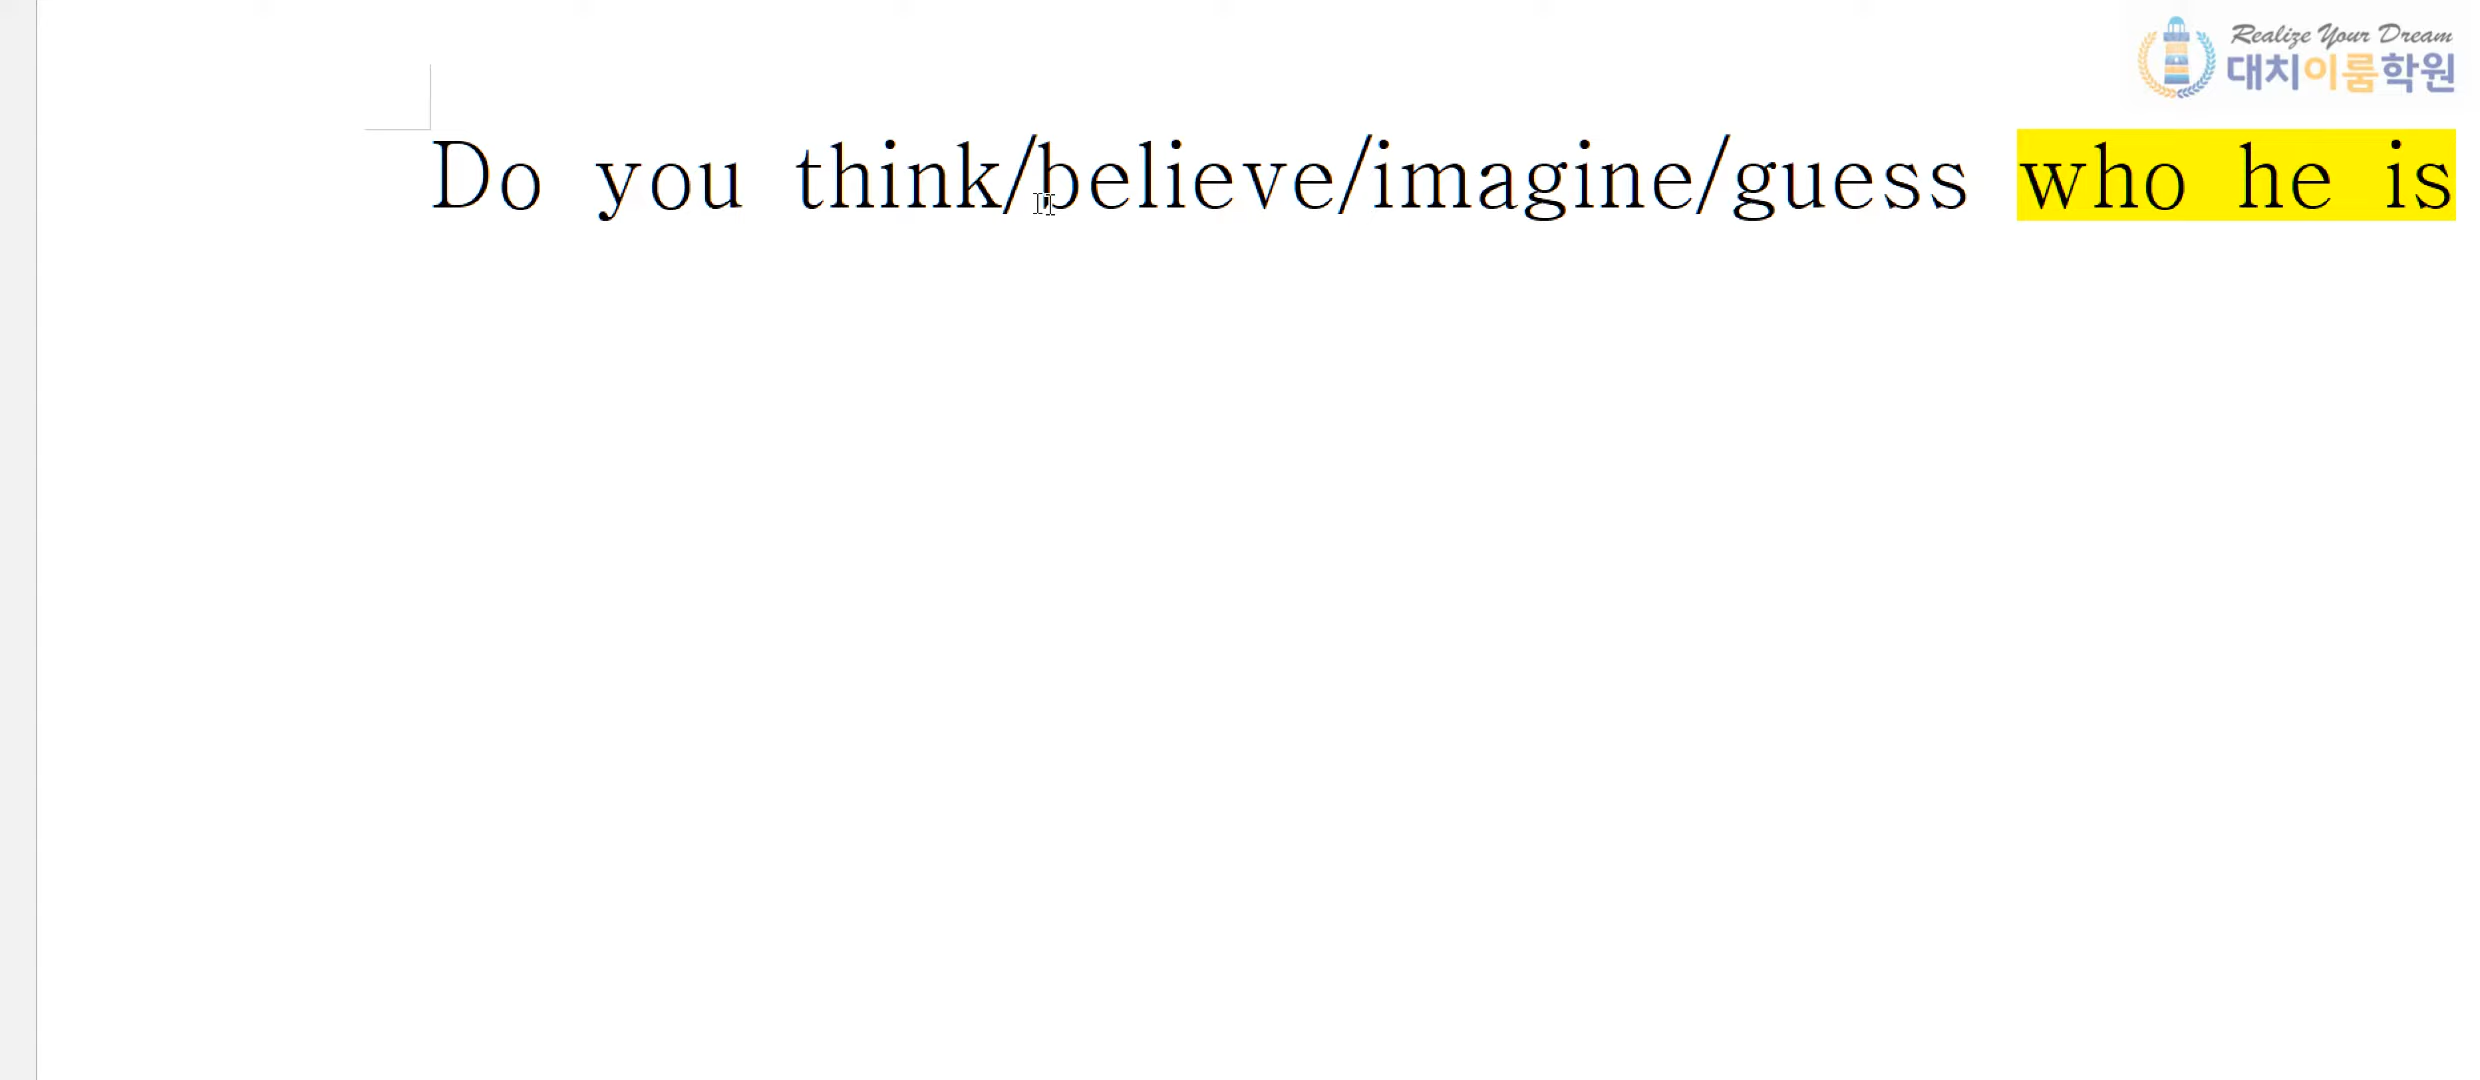 Realize Your Dream
대치이룸학원
Do you think/believe/imagine/guess who he is